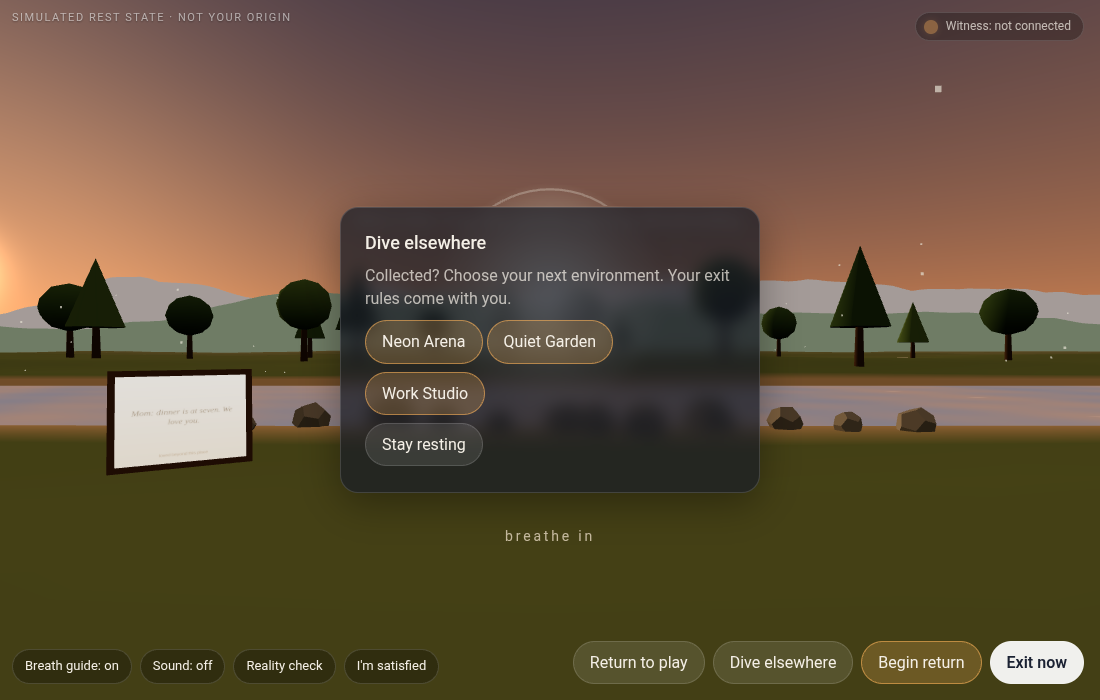 SIMULATED REST STATE · NOT YOUR ORIGIN
Witness: not connected
Dive elsewhere
Collected? Choose your next environment. Your exit
rules come with you.
Neon Arena
Quiet Garden
Work Studio
Stay resting
Mom: dinner is at seven. We
love you.
breathe in
Breath guide: on
Sound: off
Reality check
I'm satisfied
Return to play
Dive elsewhere
Begin return
Exit now